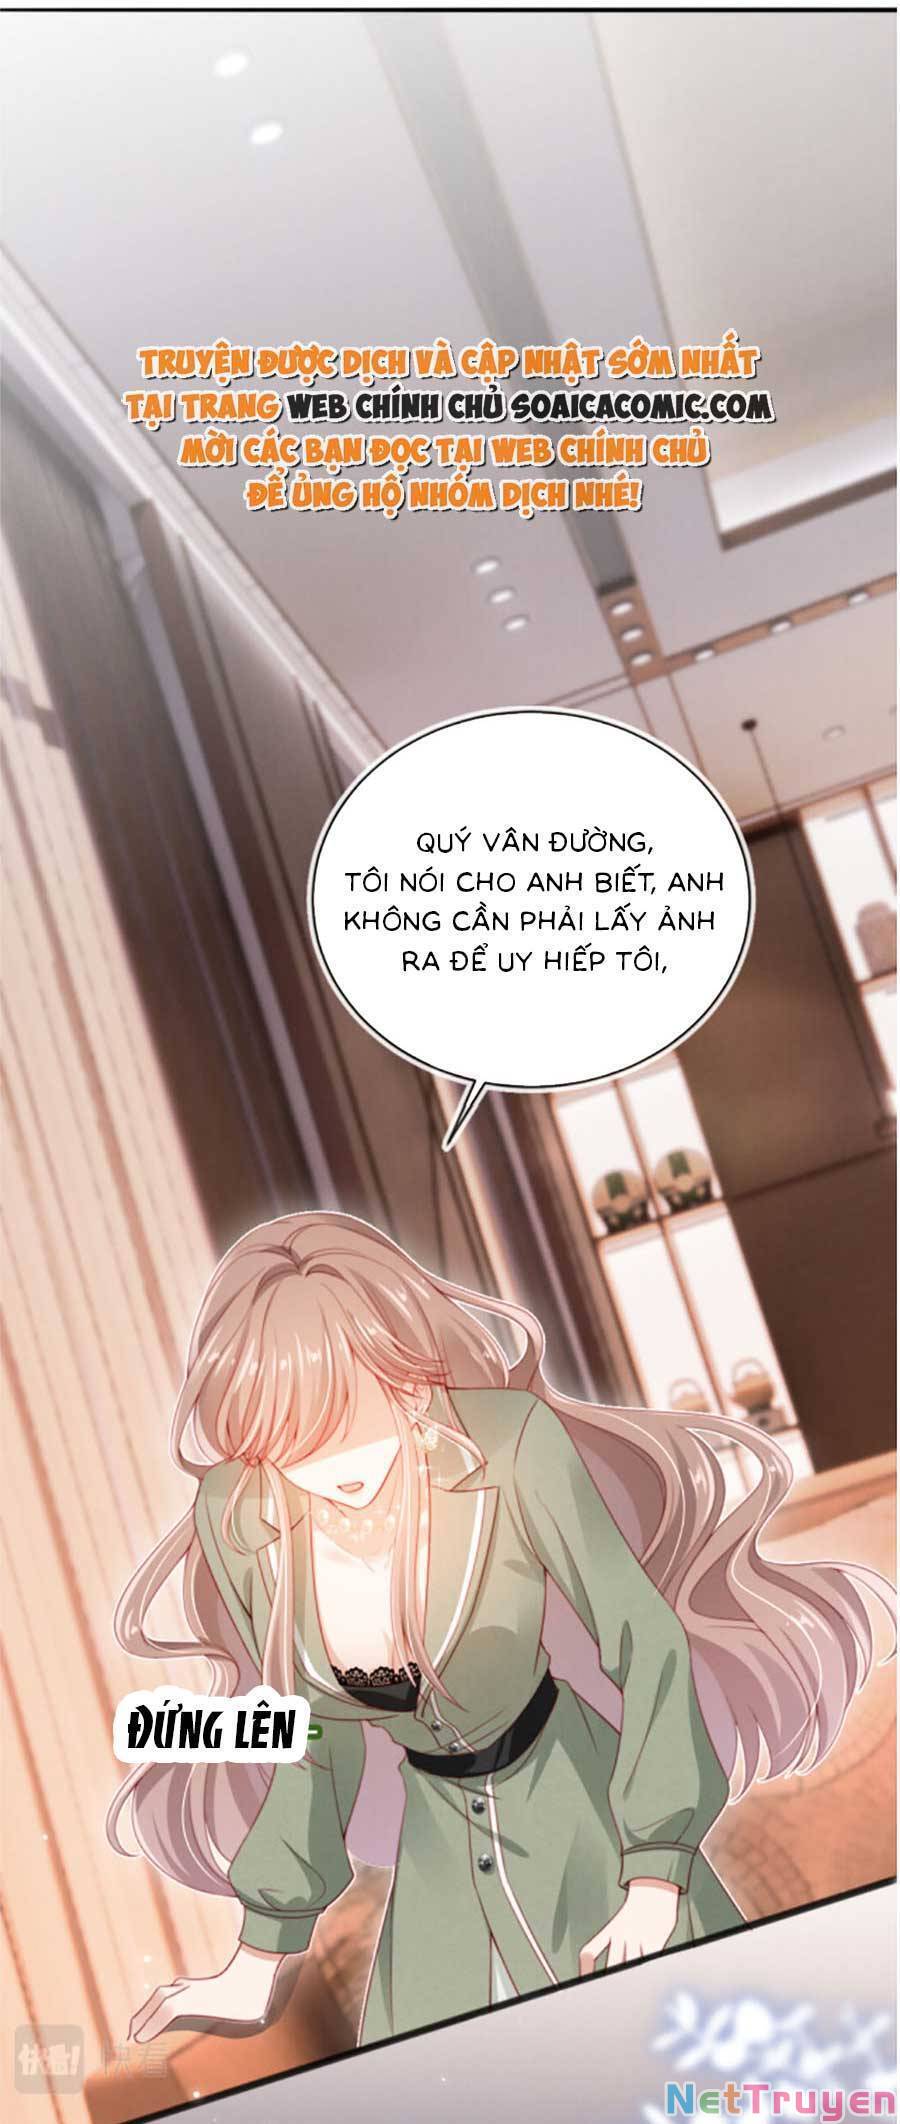 TRUYỆN ĐƯỢC DỊCH VÀ CẬP NHẬT SỚM NHẤT
TẠI TRANG WEB CHÍNH CHỦ SOAICACOMIC.COM
MỜI CÁC BẠN ĐỌC TẠI WEB CHÍNH CHỦ
ĐỂ ỦNG HỘ NHÓM DỊCH NHÉ!
QUÝ VÂN ĐƯỜNG,
TÔI NÓI CHO ANH BIẾT, ANH
KHÔNG CẦN PHẢI LẤY ẢNH
RA ĐỂ UY HIẾP TÔI,
ĐỨNG LÊN
快看! 快看
NetTruyen